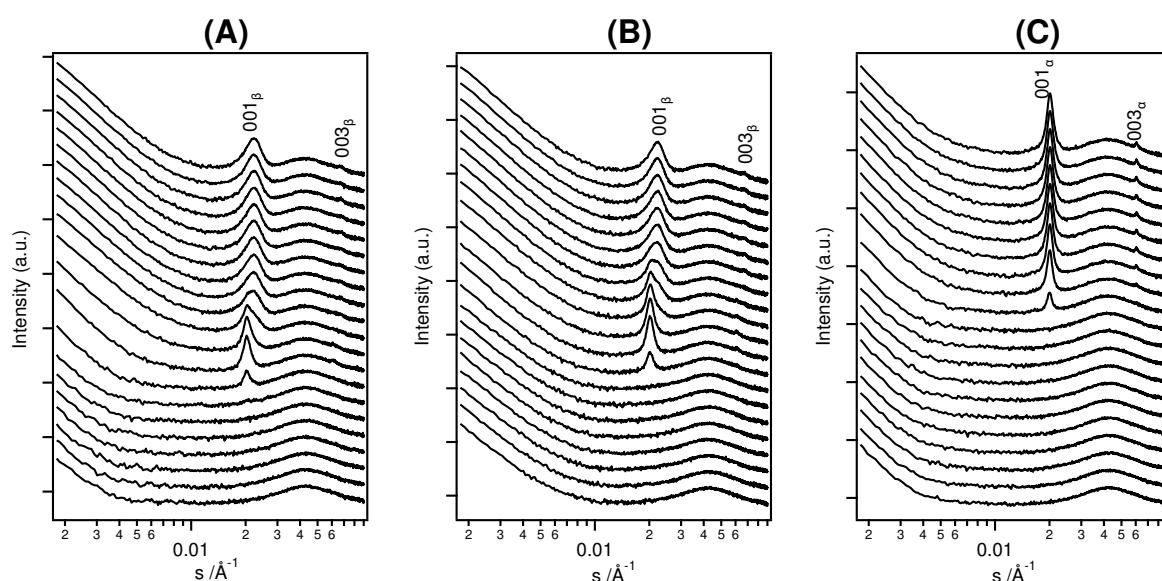 (A)
001β
003β
Intensity (a.u.)
2 3 4 5 6 2 3 4 5 6
0.01
s /Å-1
(B)
001β
003β
Intensity (a.u.)
2 3 4 5 6 2 3 4 5 6
0.01
s /Å-1
(C)
001α
003α
Intensity (a.u.)
2 3 4 5 6 2 3 4 5 6
0.01
s /Å-1